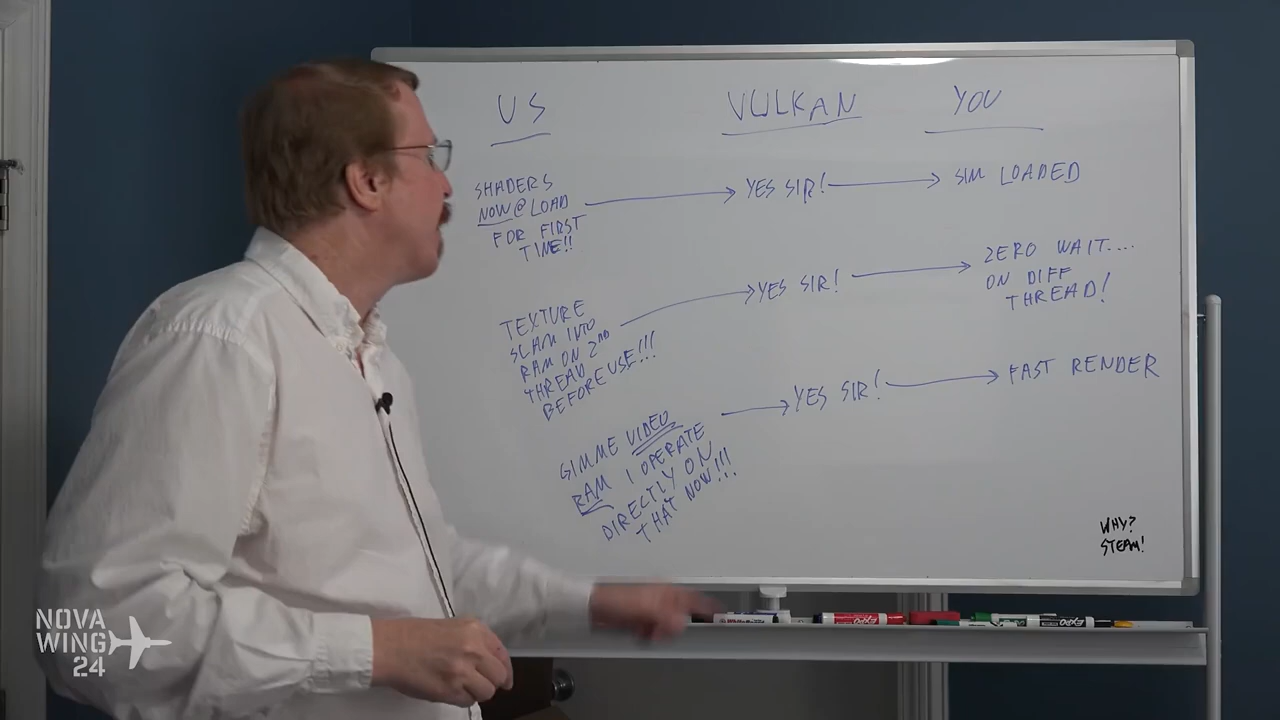 US
VULKAN
YOU
SHADERS
NOW@LOAD
FOR FIRST
TIME!!
YES SIR!
SIM LOADED
TEXTURE
SLAM INTO
RAM ON 2ND
THREAD
BEFORE USE!!!
YES SIR!
ZERO WAIT....
ON DIFF
THREAD!
GIMME VIDEO
RAM I OPERATE
DIRECTLY ON
THAT NOW!!!
YES SIR!
FAST RENDER
WHY?
STEAM!
NOVA
WING
24
EXPO
EXPO